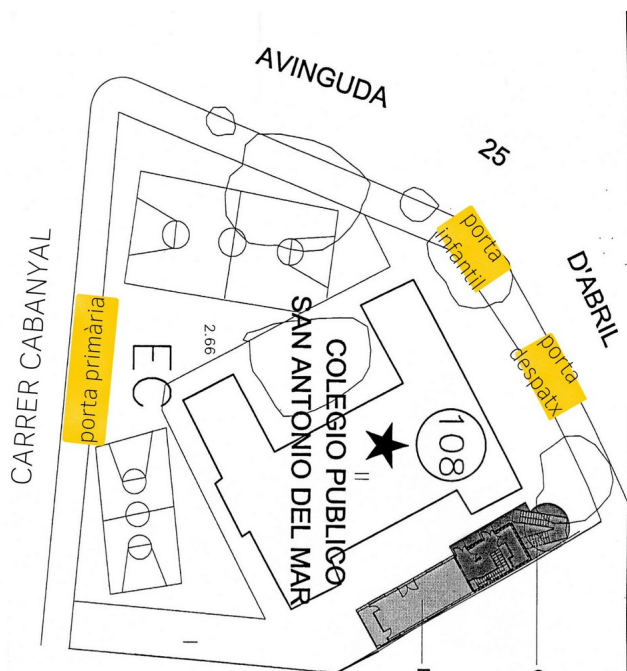 AVINGUDA
25
D'ABRIL
porta
infantil
porta
despatx
CARRER CABANYAL
porta primària
EC
2.66
COLEGIO PUBLICO
SAN ANTONIO DEL MAR
II
108
I